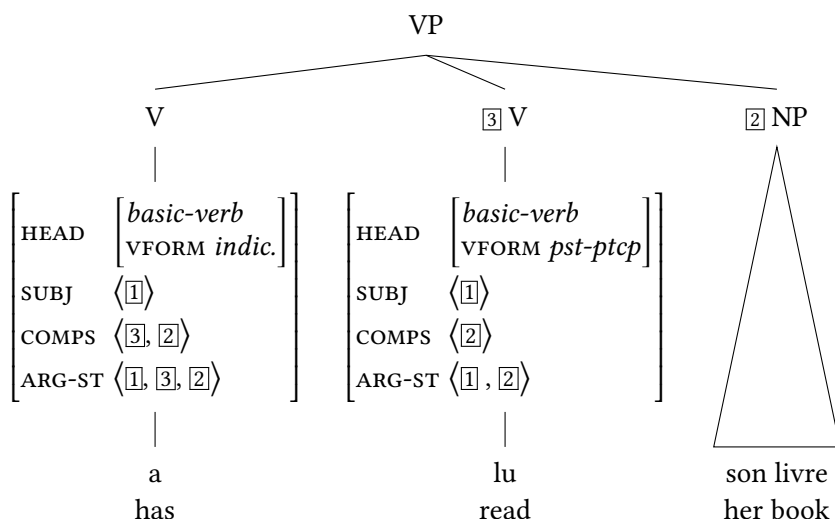 VP
V
3 V
2 NP
HEAD [basic-verb
VFORM indic.]
SUBJ ⟨1⟩
COMPS ⟨3, 2⟩
ARG-ST ⟨1, 3, 2⟩
HEAD [basic-verb
VFORM pst-ptcp]
SUBJ ⟨1⟩
COMPS ⟨2⟩
ARG-ST ⟨1 , 2⟩
a
has
lu
read
son livre
her book